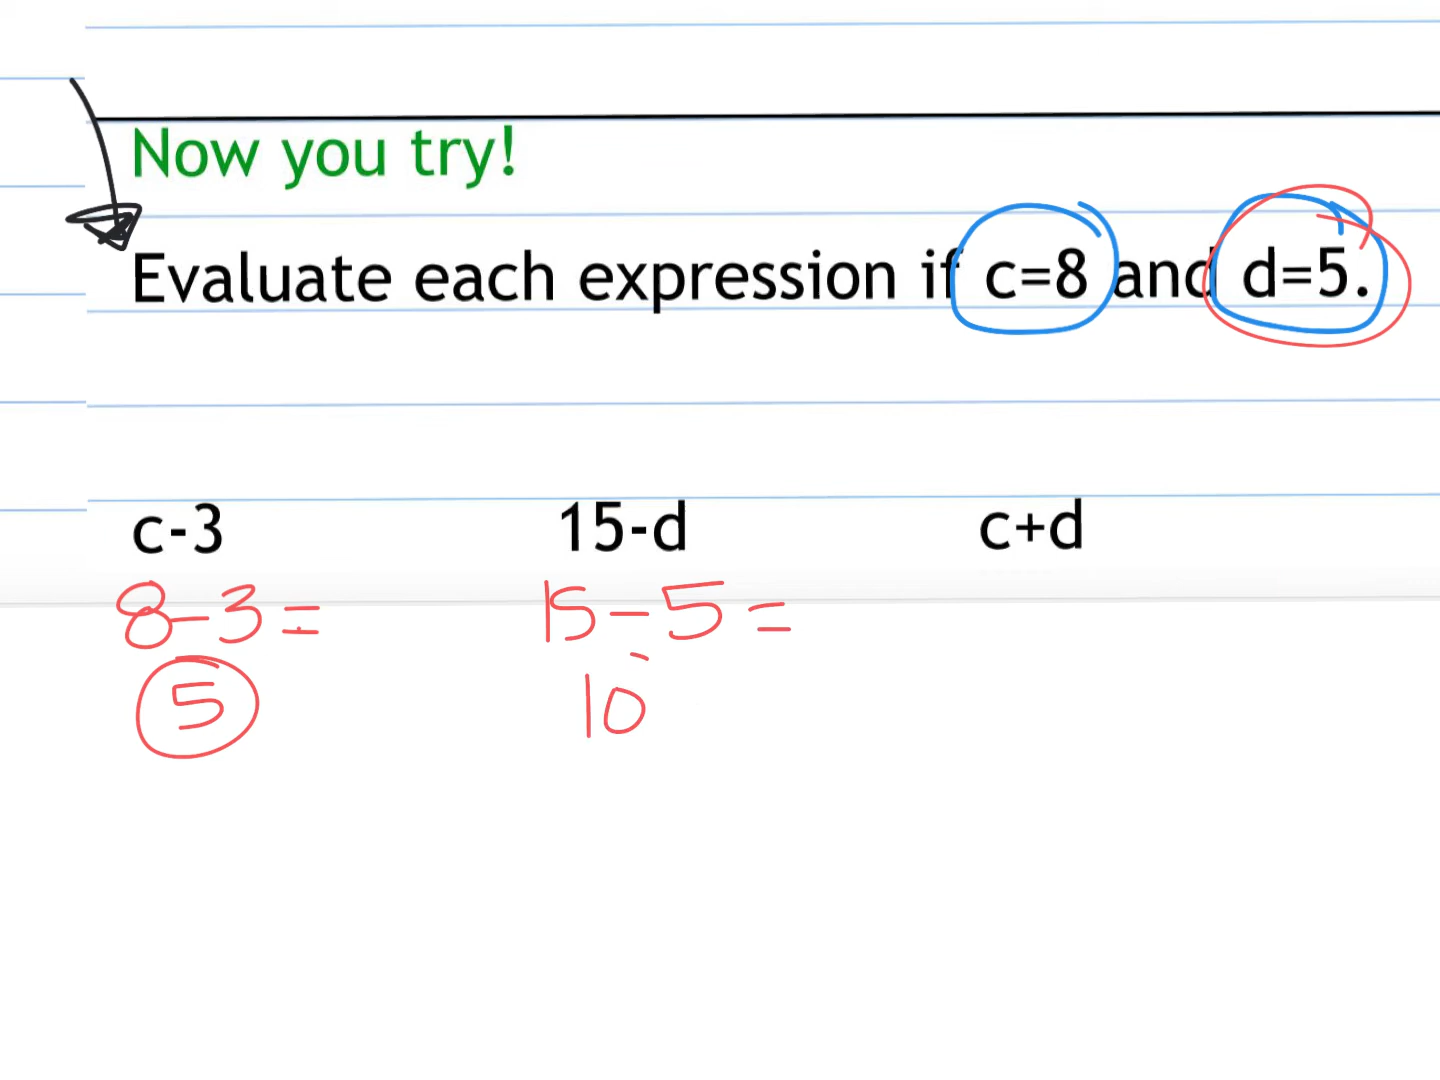 Now you try!
Evaluate each expression if c=8 and d=5.
c-3 15-d c+d
8-3= 15-5=
5 10